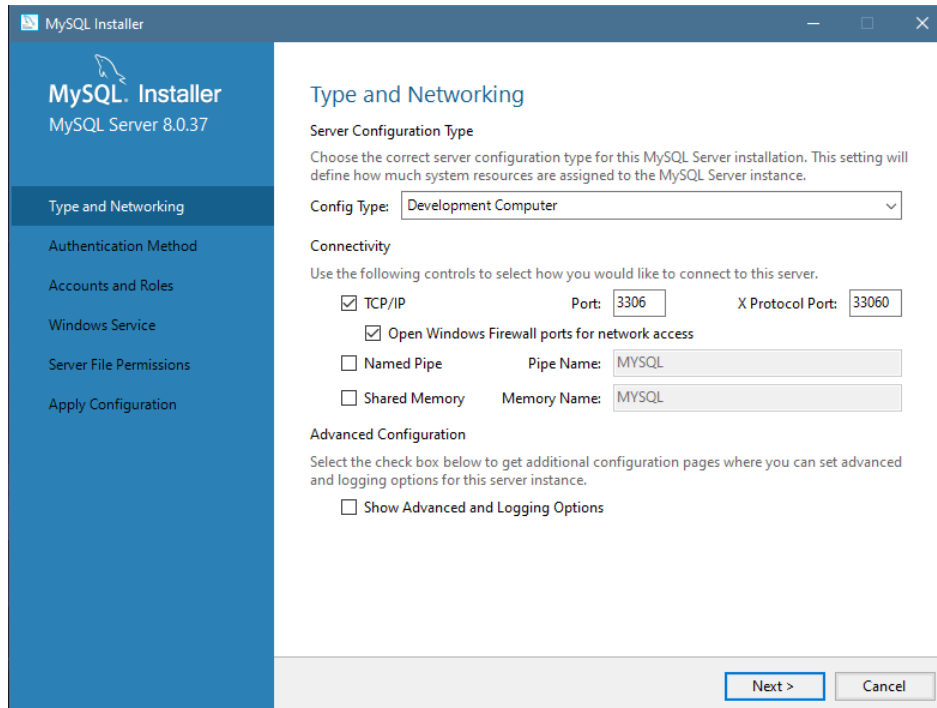 MySQL Installer
MySQL. Installer
MySQL Server 8.0.37
Type and Networking
Authentication Method
Accounts and Roles
Windows Service
Server File Permissions
Apply Configuration
Type and Networking
Server Configuration Type
Choose the correct server configuration type for this MySQL Server installation. This setting will
define how much system resources are assigned to the MySQL Server instance.
Config Type: Development Computer
Connectivity
Use the following controls to select how you would like to connect to this server.
TCP/IP Port: 3306 X Protocol Port: 33060
Open Windows Firewall ports for network access
Named Pipe Pipe Name: MYSQL
Shared Memory Memory Name: MYSQL
Advanced Configuration
Select the check box below to get additional configuration pages where you can set advanced
and logging options for this server instance.
Show Advanced and Logging Options
Next > Cancel